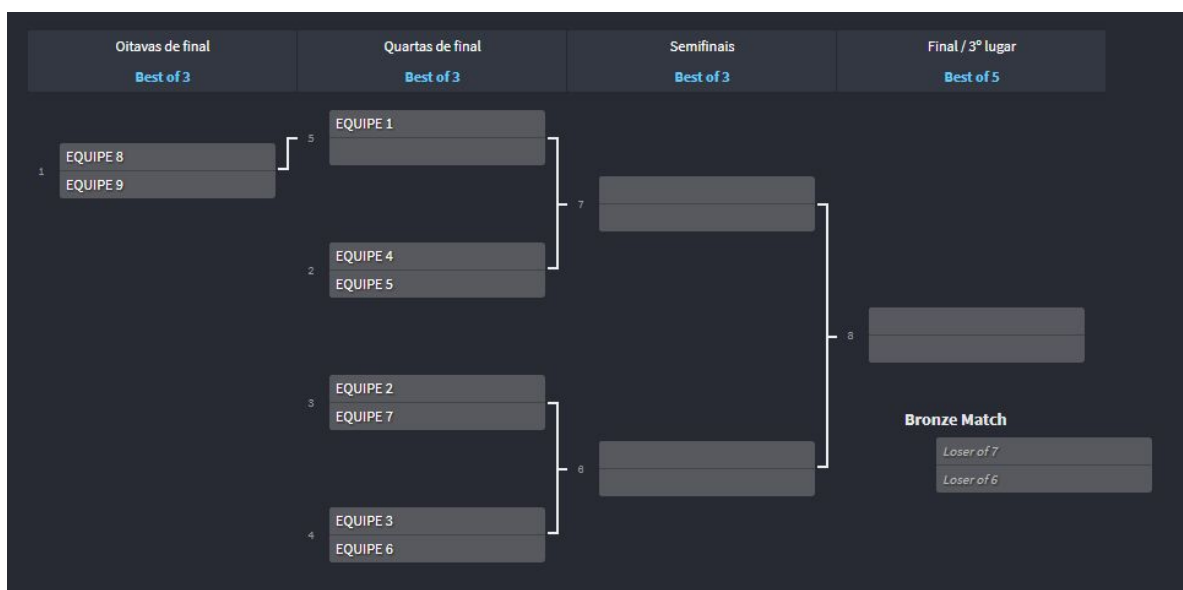 Oitavas de final
Best of 3
Quartas de final
Best of 3
Semifinais
Best of 3
Final / 3º lugar
Best of 5
1
EQUIPE 8
EQUIPE 9
5
EQUIPE 1
2
EQUIPE 4
EQUIPE 5
3
EQUIPE 2
EQUIPE 7
4
EQUIPE 3
EQUIPE 6
7
6
8
Bronze Match
Loser of 7
Loser of 6